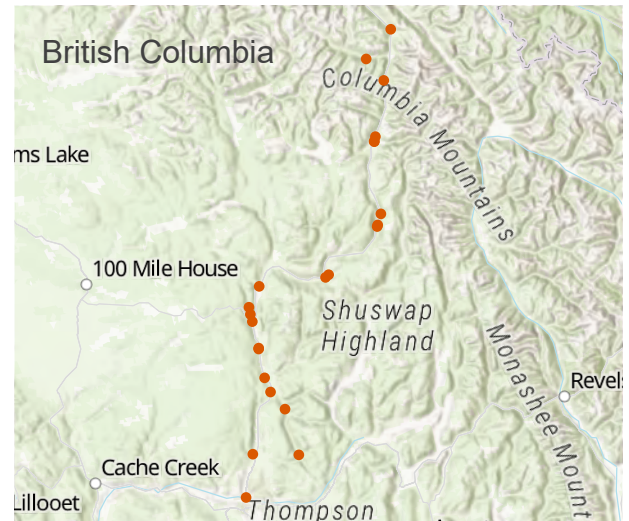 British Columbia
Columbia Mountains
ms Lake
100 Mile House
Shuswap
Highland
Monashee Mount
Revels
Cache Creek
Lillooet
Thompson